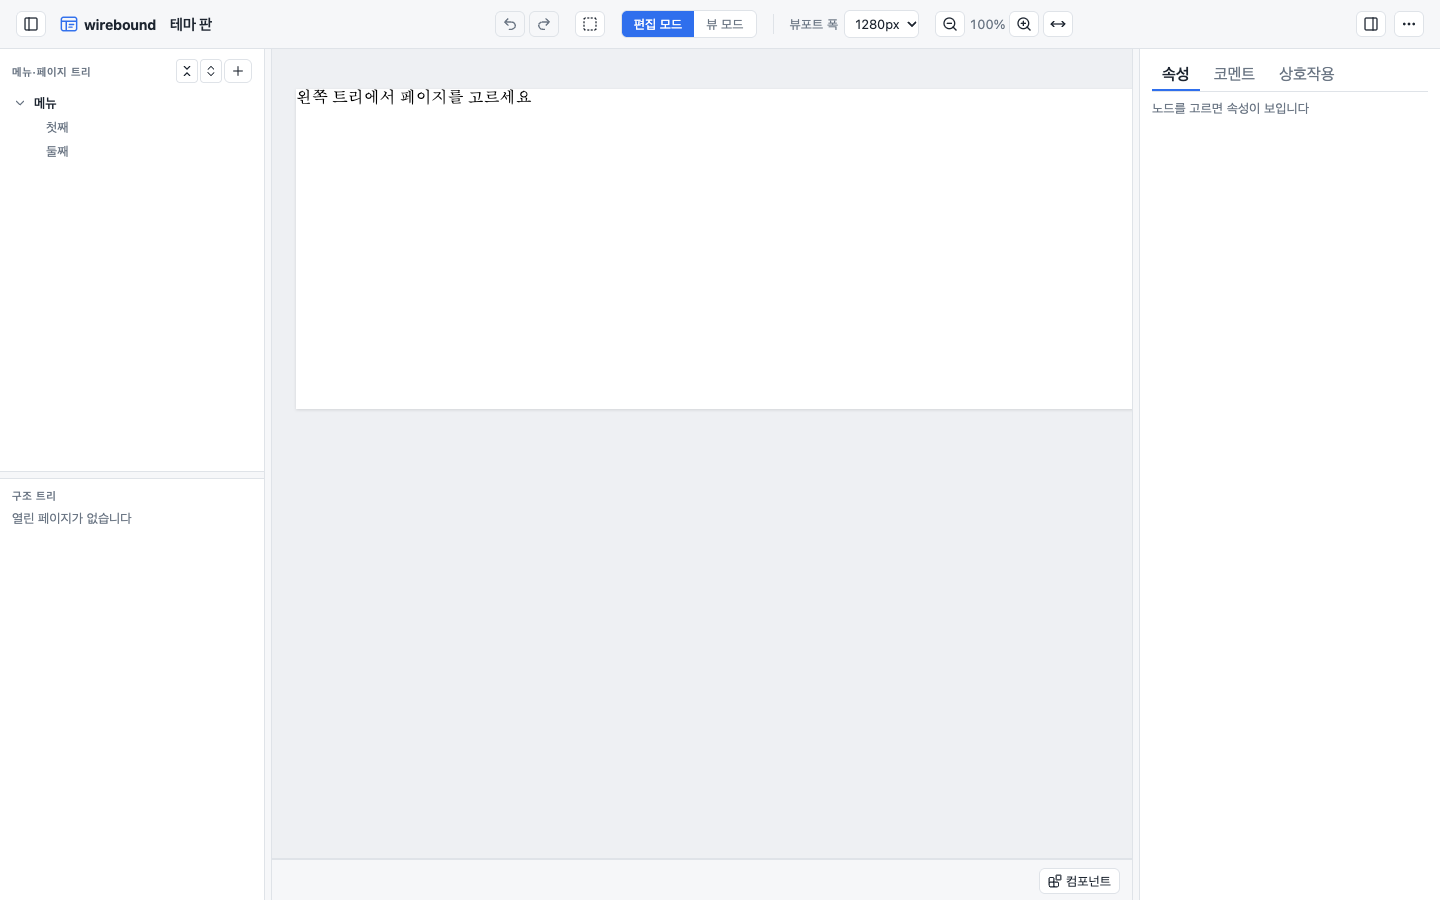 wirebound 테마 판
편집 모드 뷰 모드 뷰포트 폭 1280px 100%
메뉴·페이지 트리
메뉴
첫째
둘째
구조 트리
열린 페이지가 없습니다
왼쪽 트리에서 페이지를 고르세요
컴포넌트
속성 코멘트 상호작용
노드를 고르면 속성이 보입니다